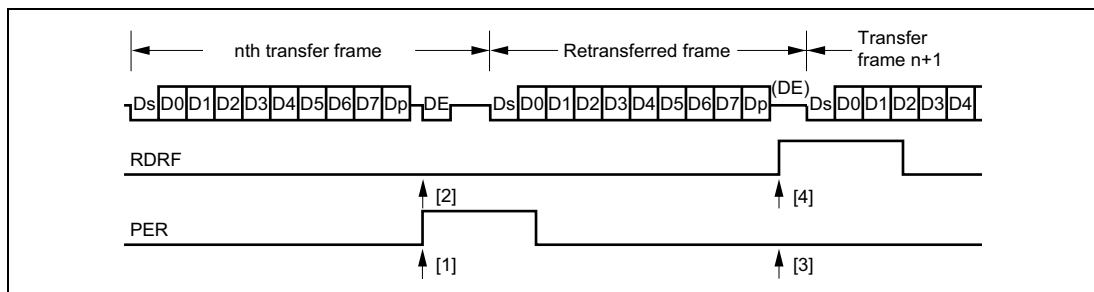 nth transfer frame Retransferred frame Transfer
frame n+1
Ds D0 D1 D2 D3 D4 D5 D6 D7 Dp DE Ds D0 D1 D2 D3 D4 D5 D6 D7 Dp (DE) Ds D0 D1 D2 D3 D4
RDRF
[2] [4]
PER
[1] [3]